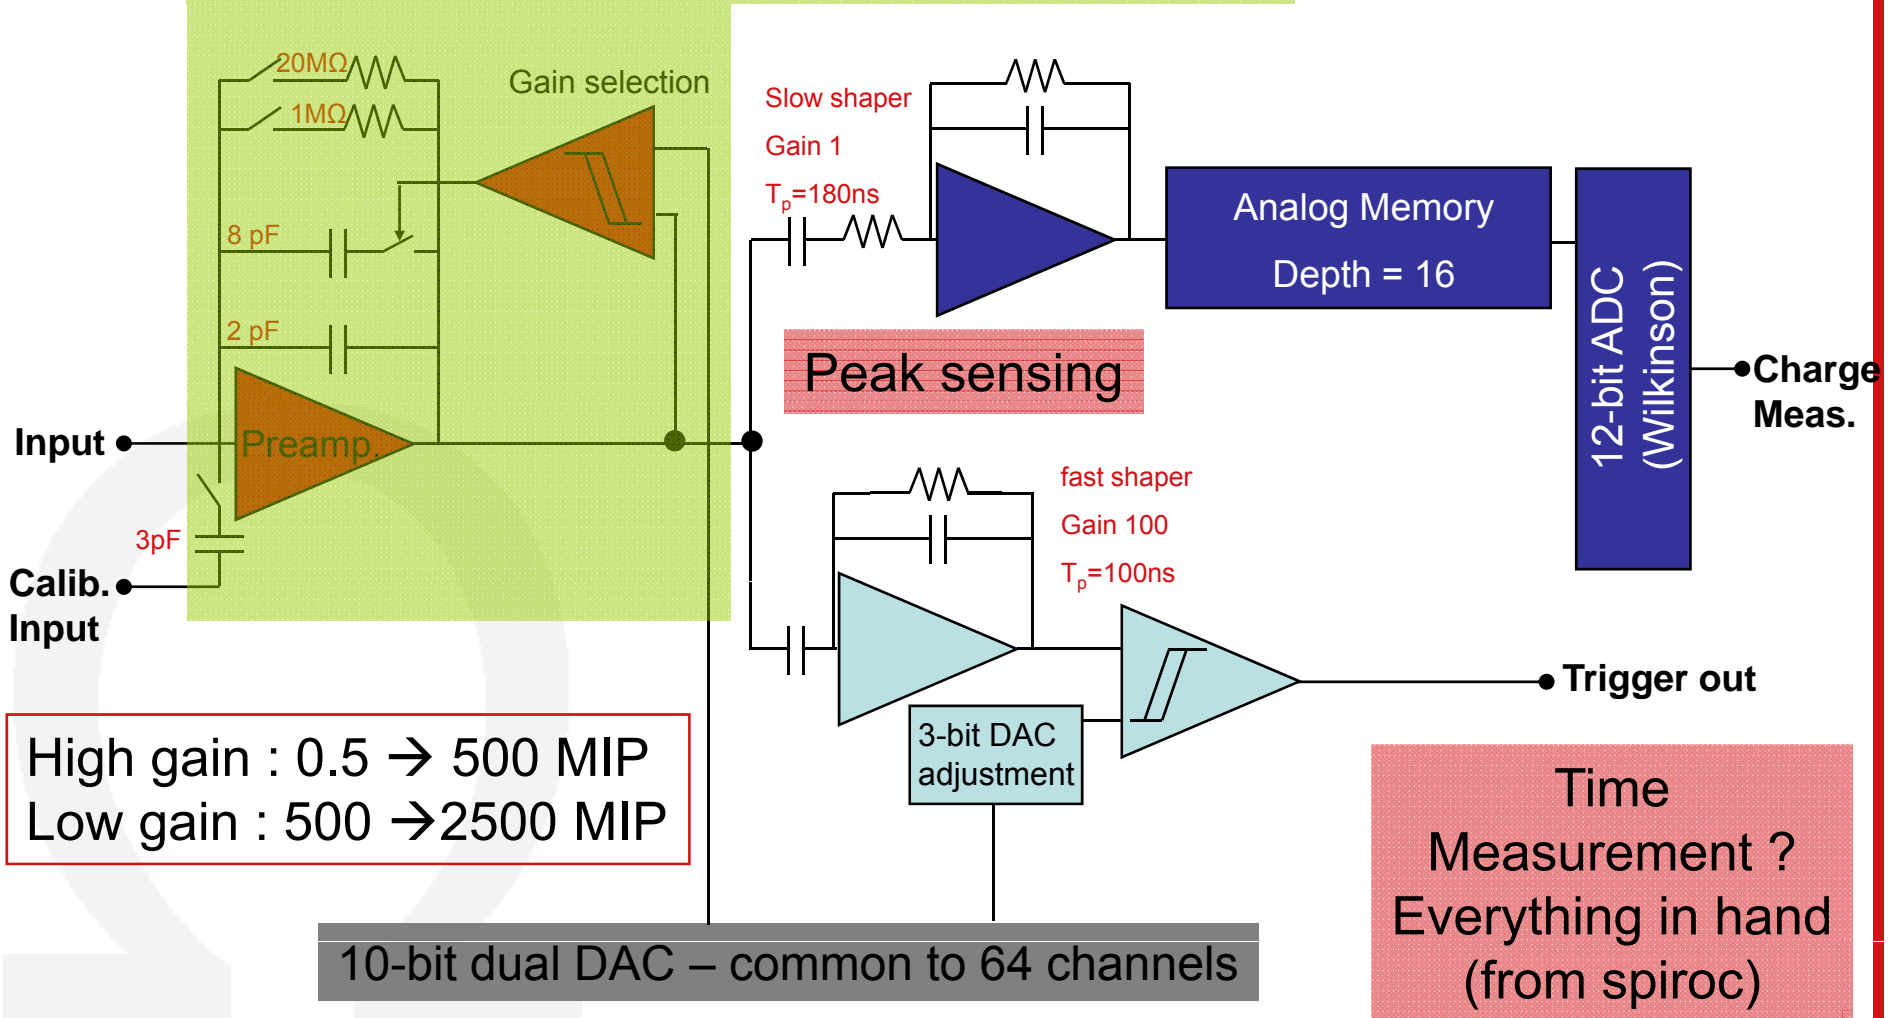 20MΩ
1MΩ
Gain selection
8 pF
2 pF
Preamp.
Input
3pF
Calib.
Input
Slow shaper
Gain 1
Tp=180ns
Analog Memory
Depth = 16
12-bit ADC
(Wilkinson)
Charge
Meas.
Peak sensing
fast shaper
Gain 100
Tp=100ns
3-bit DAC
adjustment
Trigger out
High gain : 0.5 → 500 MIP
Low gain : 500 →2500 MIP
10-bit dual DAC – common to 64 channels
Time
Measurement ?
Everything in hand
(from spiroc)